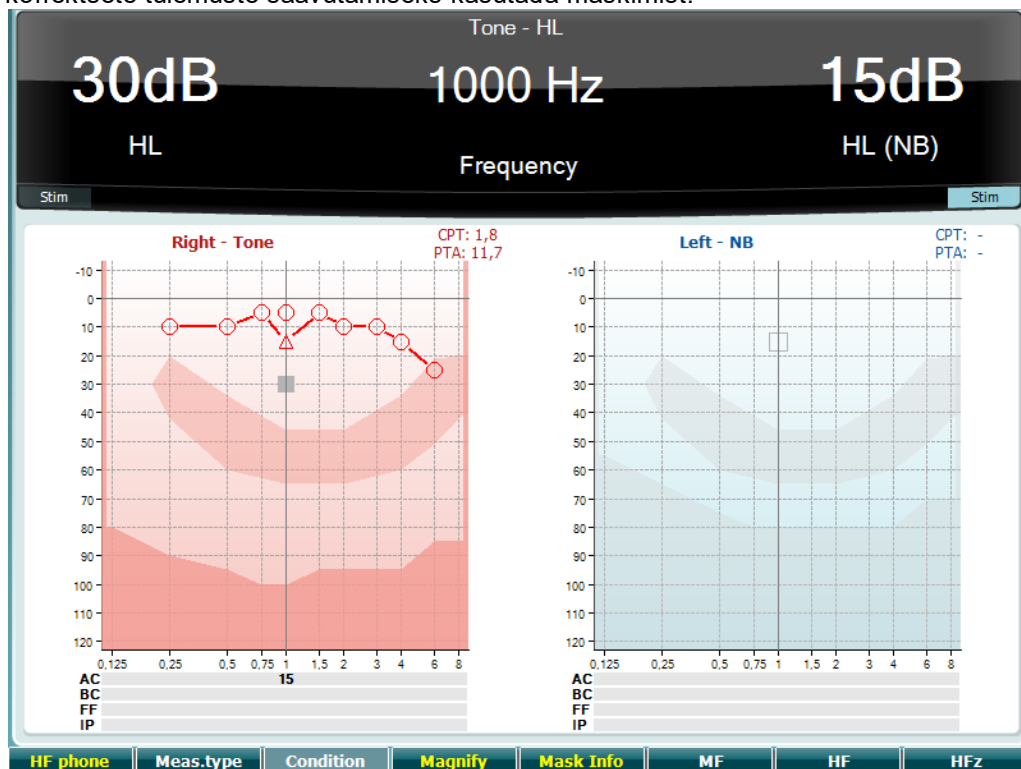 korrektsete tulemuste saavutamiseks kasutada maskimist.
Tone - HL
30dB 1000 Hz 15dB
HL Frequency HL (NB)
Stim Stim
Right - Tone CPT: 1,8 PTA: 11,7
Left - NB CPT: - PTA: -
-10 -10
0 0
10 10
20 20
30 30
40 40
50 50
60 60
70 70
80 80
90 90
100 100
110 110
120 120
0,125 0,25 0,5 0,75 1 1,5 2 3 4 6 8 0,125 0,25 0,5 0,75 1 1,5 2 3 4 6 8
AC 15 AC
BC BC
FF FF
IP IP
HF phone Meas.type Condition Magnify Mask Info MF HF HFz